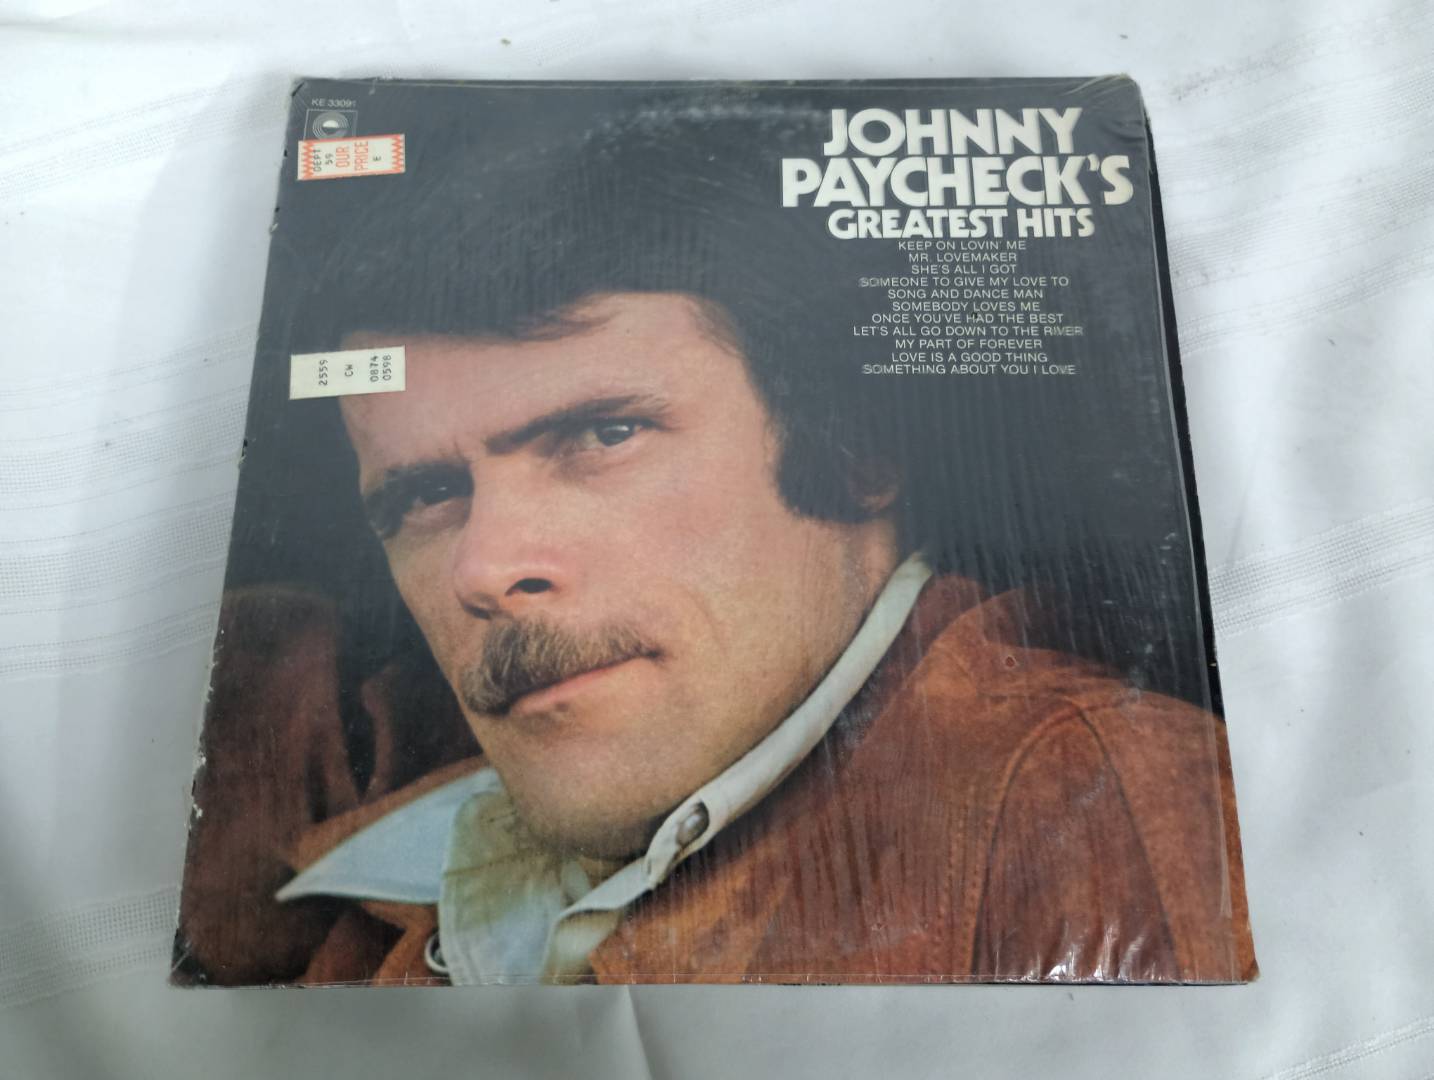 KE 33091
DEPT
59
OUR
PRICE
E
JOHNNY
PAYCHECK'S
GREATEST HITS
KEEP ON LOVIN' ME
MR. LOVEMAKER
SHE'S ALL I GOT
SOMEONE TO GIVE MY LOVE TO
SONG AND DANCE MAN
SOMEBODY LOVES ME
ONCE YOU'VE HAD THE BEST
LET'S ALL GO DOWN TO THE RIVER
MY PART OF FOREVER
LOVE IS A GOOD THING
SOMETHING ABOUT YOU I LOVE
2559
CW
0874
0598